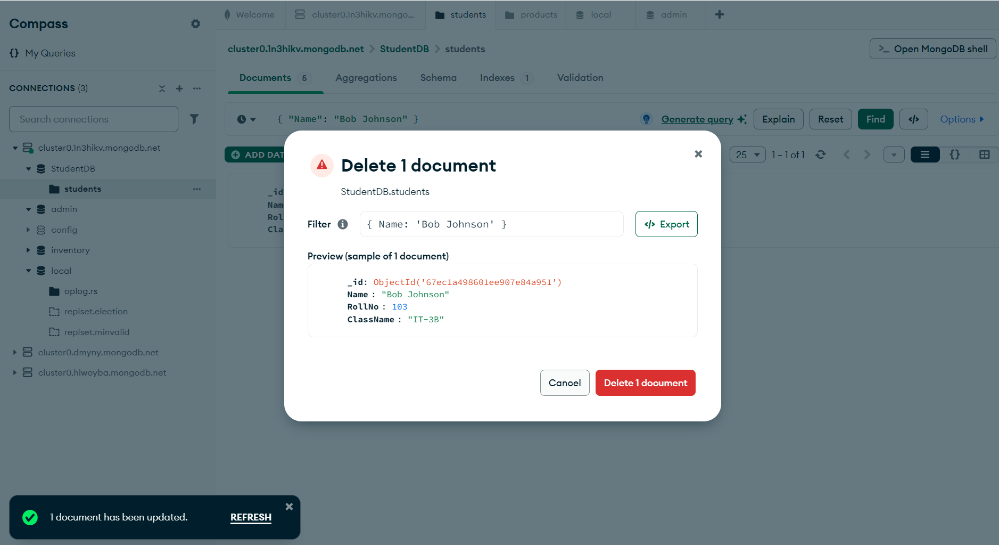 Compass
My Queries
CONNECTIONS (3)
Search connections
cluster0.1n3hikv.mongodb.net
StudentDB
students
admin
config
inventory
local
oplog.rs
replset.election
replset.minvalid
cluster0.dmyny.mongodb.net
cluster0.hlwoyba.mongodb.net
Welcome
cluster0.1n3hikv.mongo...
students
products
local
admin
cluster0.1n3hikv.mongodb.net > StudentDB > students
>_ Open MongoDB shell
Documents 5
Aggregations
Schema
Indexes 1
Validation
{ "Name": "Bob Johnson" }
Generate query
Explain
Reset
Find
</>
Options
ADD DAT
25
1 – 1 of 1
{}
_id
Nam
Rol
Cla
Delete 1 document
StudentDB.students
Filter
{ Name: 'Bob Johnson' }
</> Export
Preview (sample of 1 document)
_id: ObjectId('67ec1a498601ee907e84a951')
Name : "Bob Johnson"
RollNo : 103
ClassName : "IT-3B"
Cancel
Delete 1 document
1 document has been updated.
REFRESH